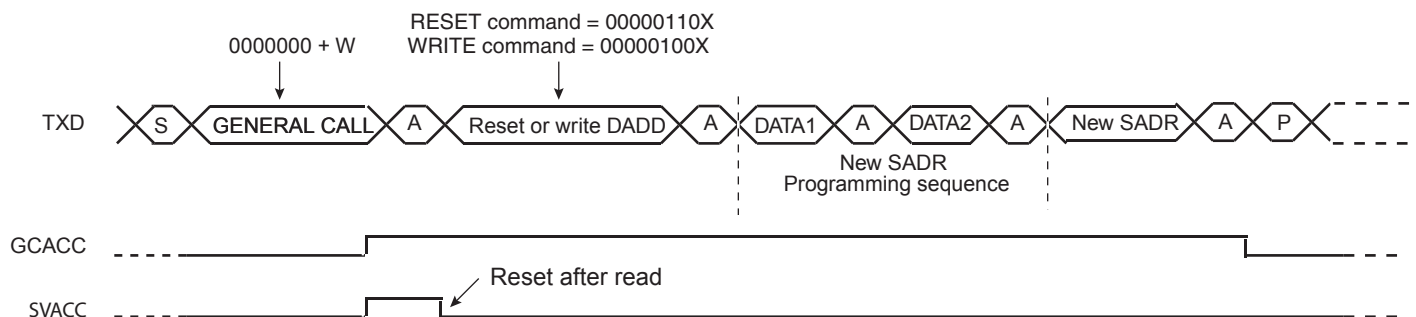 RESET command = 00000110X
0000000 + W
WRITE command = 00000100X
TXD
S
GENERAL CALL
A
Reset or write DADD
A
DATA1
A
DATA2
A
New SADR
A
P
New SADR
Programming sequence
GCACC
Reset after read
SVACC